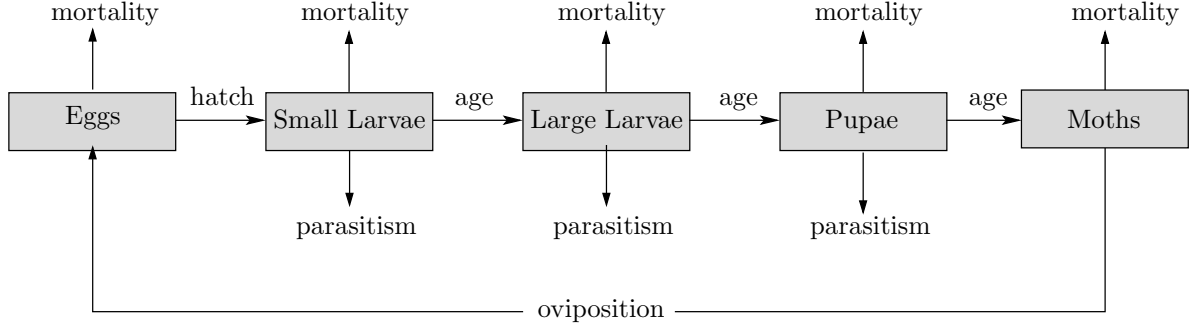 mortality mortality mortality mortality mortality
hatch age age age
Eggs Small Larvae Large Larvae Pupae Moths
parasitism parasitism parasitism
oviposition